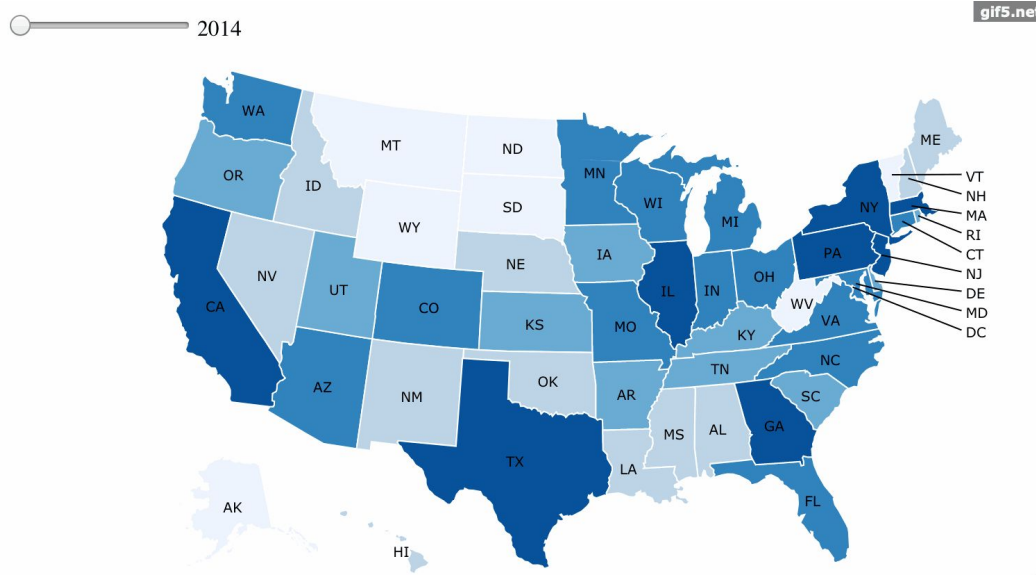 gif5.net
2014
WA
MT
ND
MN
ME
OR
ID
SD
WI
MI
NY
VT
NH
MA
RI
CT
NJ
DE
MD
DC
WY
NV
UT
NE
IA
PA
CA
CO
IL
IN
OH
WV
VA
KS
MO
KY
NC
AZ
NM
OK
AR
TN
SC
MS
AL
GA
TX
LA
FL
AK
HI